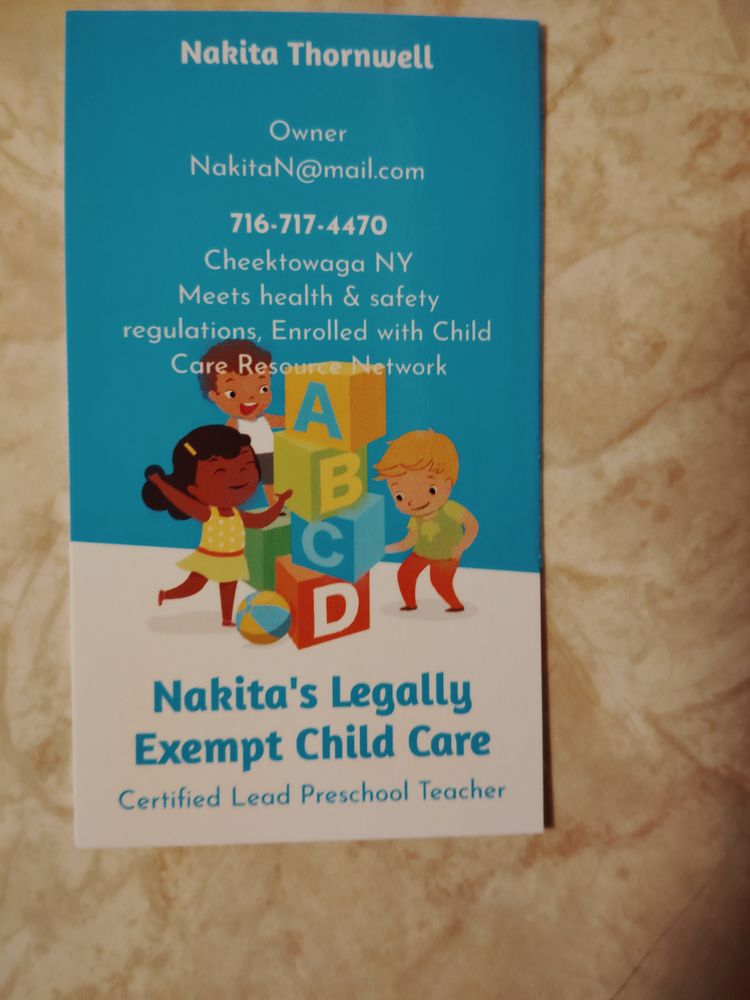 Nakita Thornwell
Owner
NakitaN@mail.com
716-717-4470
Cheektowaga NY
Meets health & safety
regulations, Enrolled with Child
Care Resource Network
A
B
C
D
Nakita's Legally
Exempt Child Care
Certified Lead Preschool Teacher